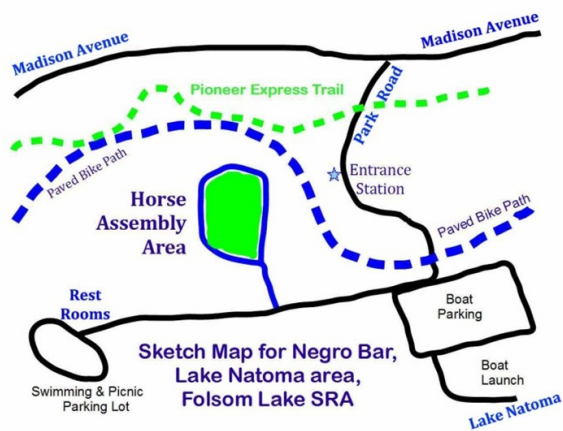 Madison Avenue
Madison Avenue
Pioneer Express Trail
Park Road
Paved Bike Path
Entrance
Station
Horse
Assembly
Area
Paved Bike Path
Rest
Rooms
Boat
Parking
Sketch Map for Negro Bar,
Lake Natoma area,
Folsom Lake SRA
Boat
Launch
Swimming & Picnic
Parking Lot
Lake Natoma